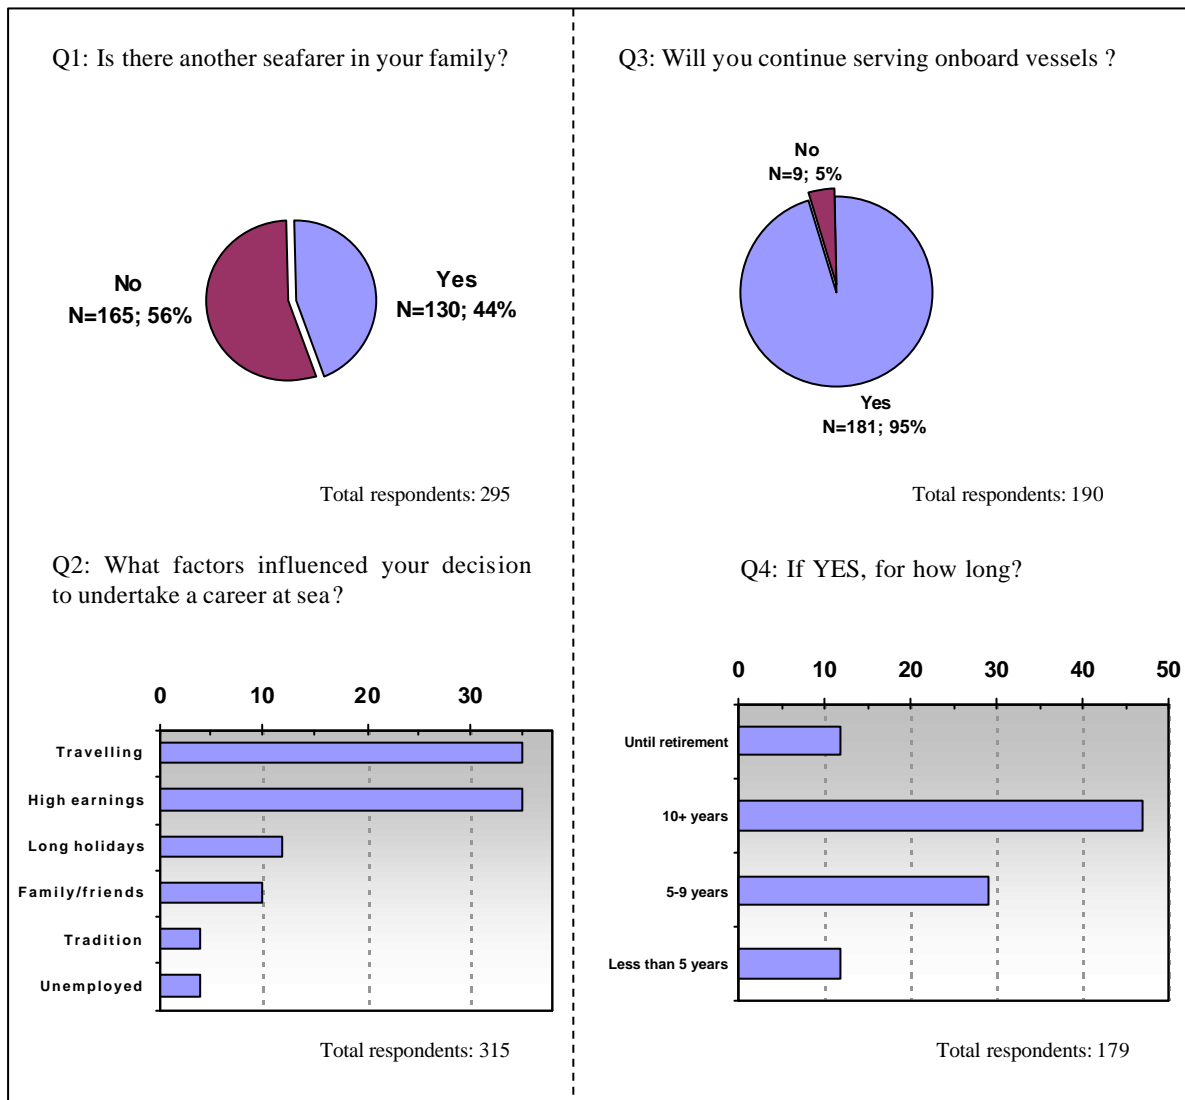 Q1: Is there another seafarer in your family?
No
N=165; 56%
Yes
N=130; 44%
Total respondents: 295
Q2: What factors influenced your decision
to undertake a career at sea?
0 10 20 30
Travelling
High earnings
Long holidays
Family/friends
Tradition
Unemployed
Total respondents: 315
Q3: Will you continue serving onboard vessels ?
No
N=9; 5%
Yes
N=181; 95%
Total respondents: 190
Q4: If YES, for how long?
0 10 20 30 40 50
Until retirement
10+ years
5-9 years
Less than 5 years
Total respondents: 179